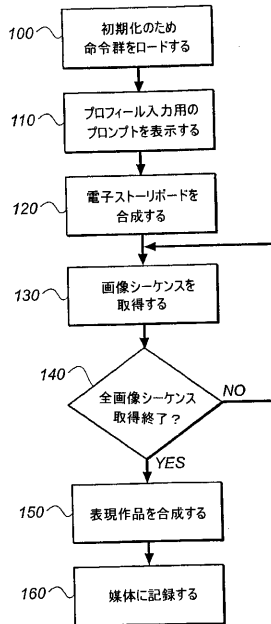 100
初期化のため
命令群をロードする
110
プロフィール入力用の
プロンプトを表示する
120
電子ストーリボードを
合成する
130
画像シーケンスを
取得する
140
全画像シーケンス
取得終了?
NO
YES
150
表現作品を合成する
160
媒体に記録する